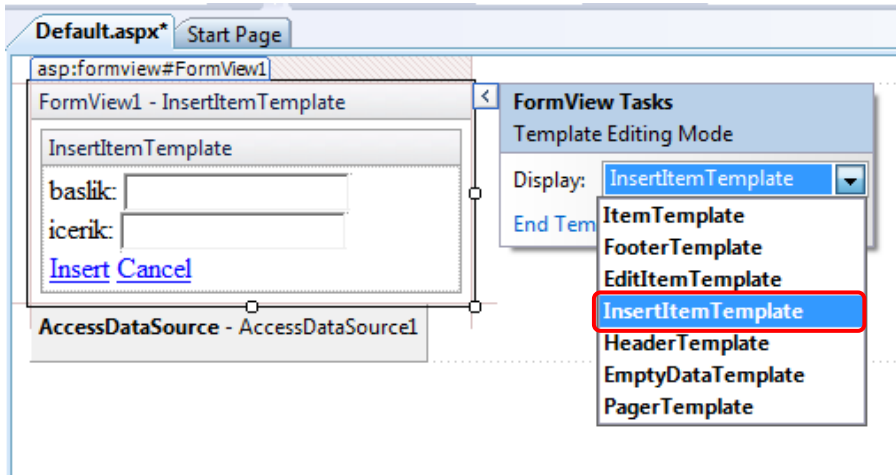 Default.aspx* Start Page
asp:formview#FormView1
FormView1 - InsertItemTemplate
InsertItemTemplate
baslik:
icerik:
Insert Cancel
AccessDataSource - AccessDataSource1
<
FormView Tasks
Template Editing Mode
Display: InsertItemTemplate
End Tem
ItemTemplate
FooterTemplate
EditItemTemplate
InsertItemTemplate
HeaderTemplate
EmptyDataTemplate
PagerTemplate